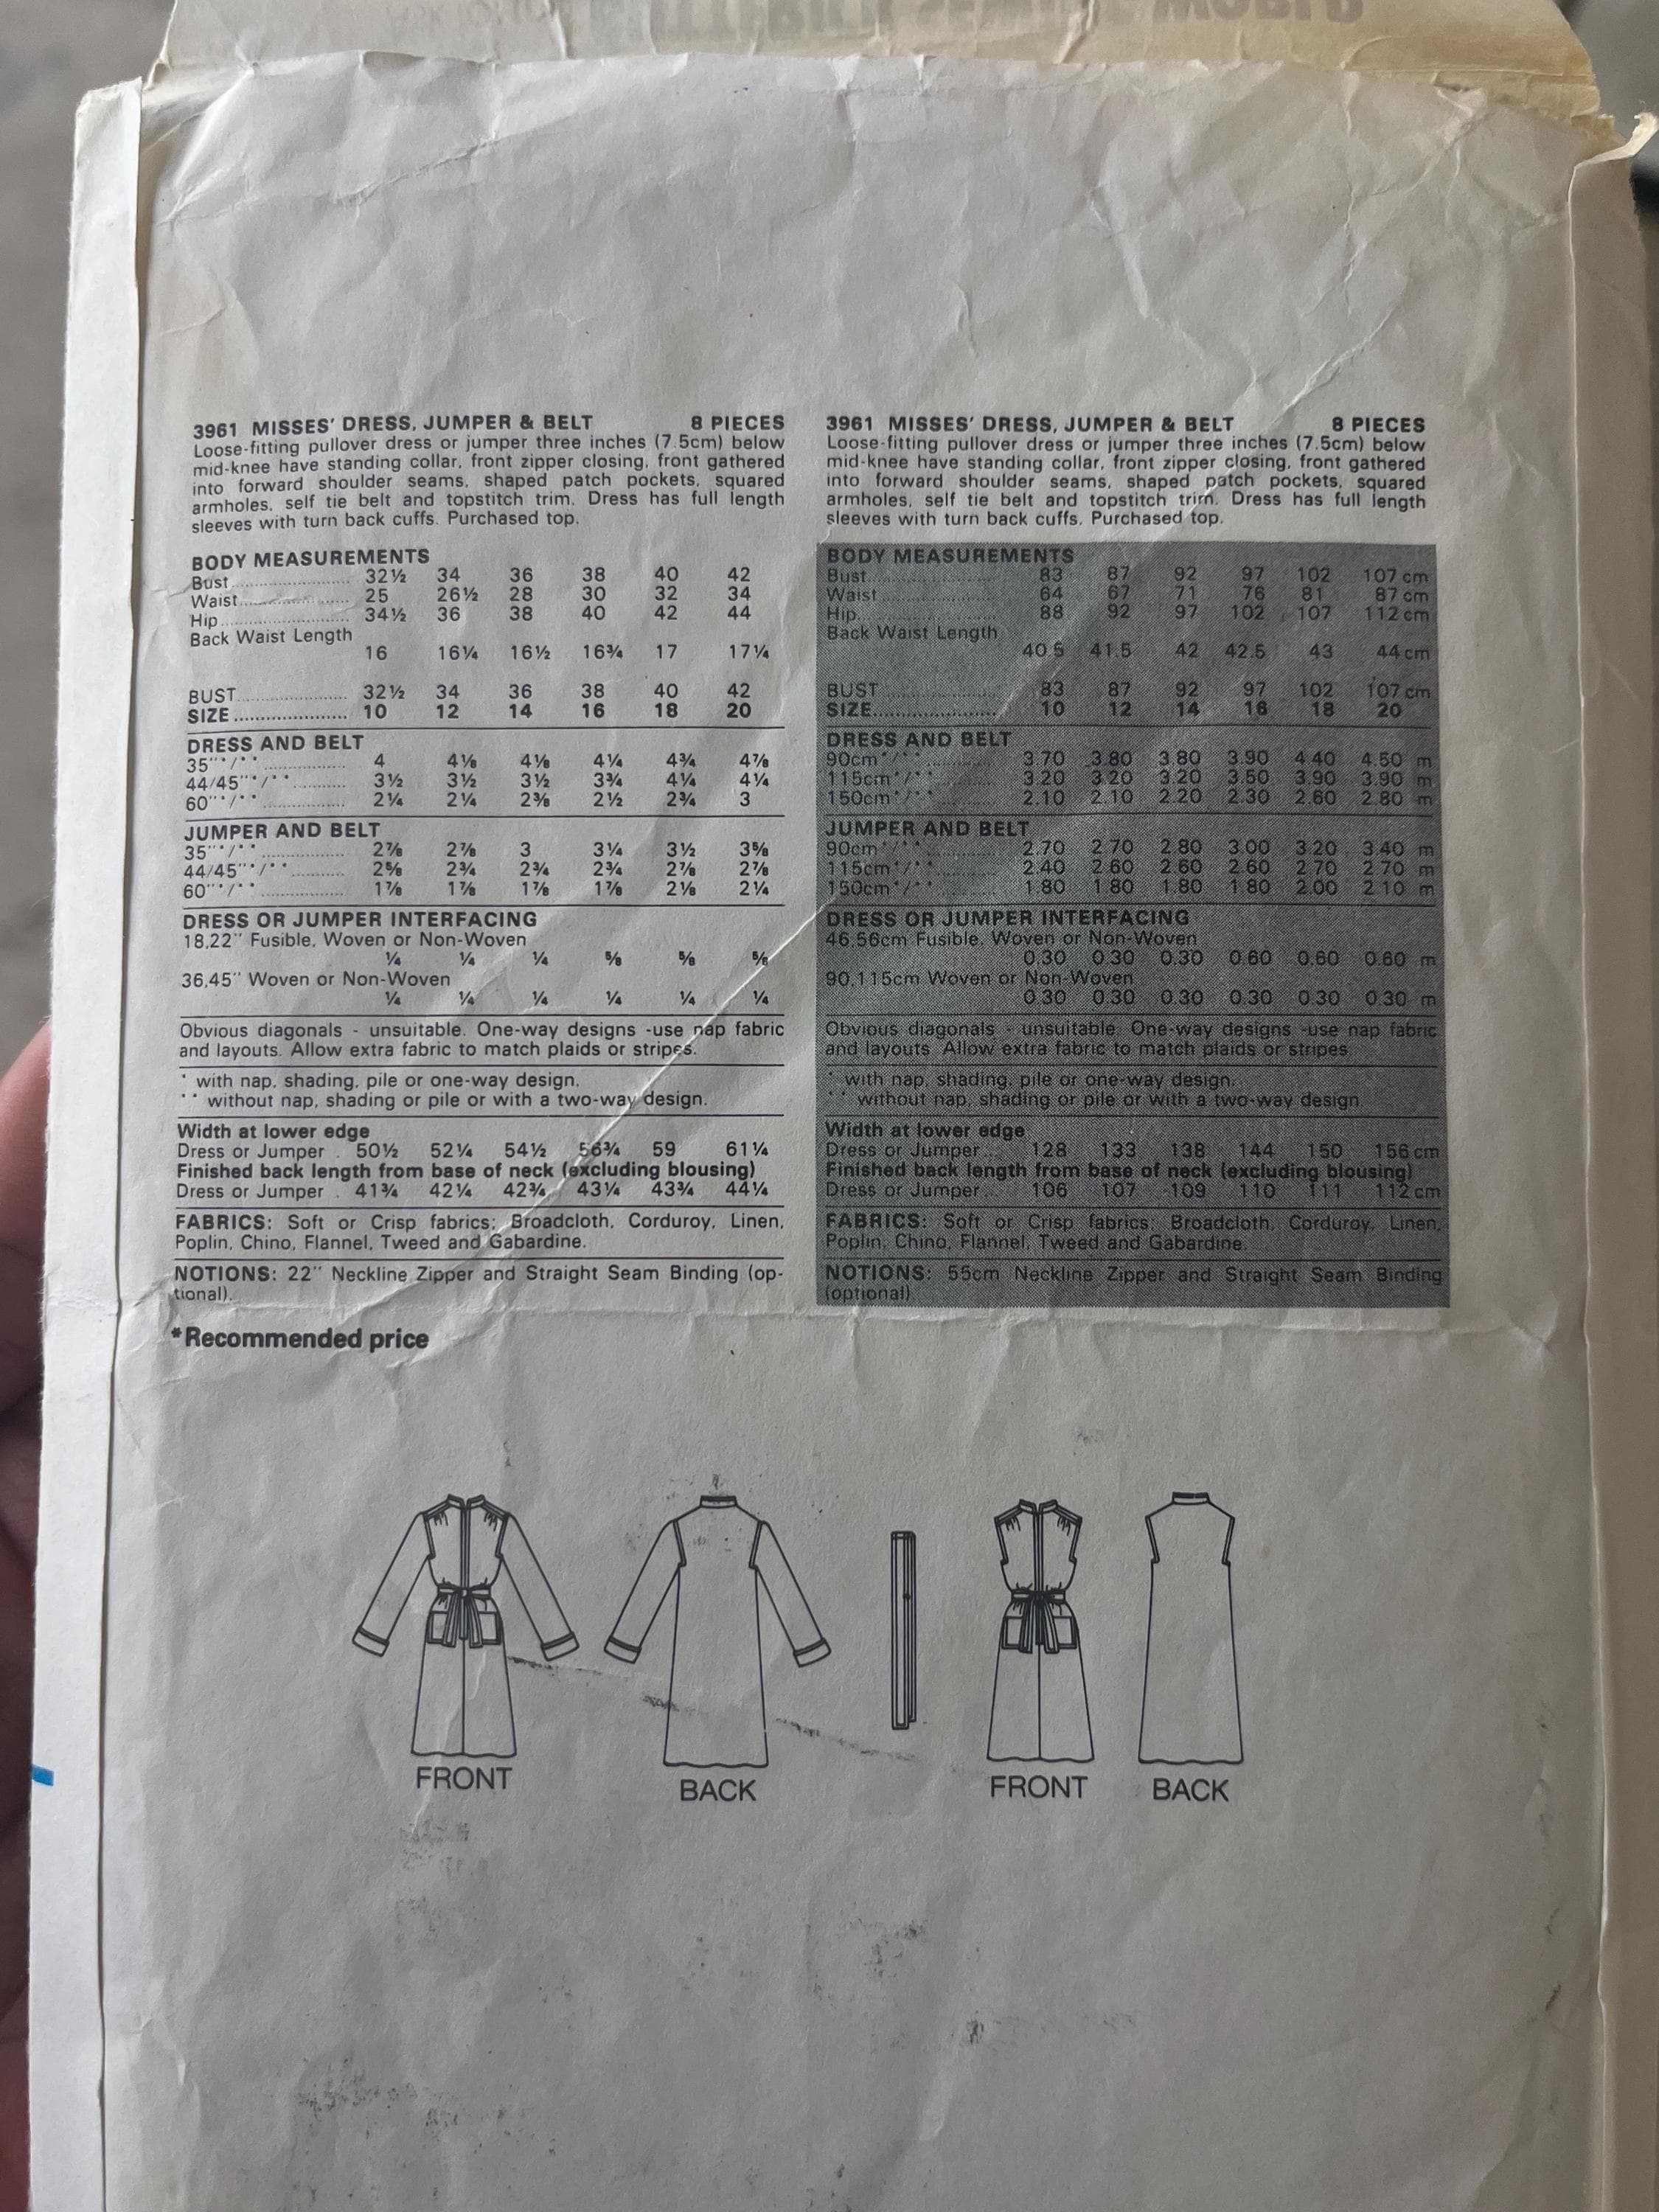 BUTTERICK SEWING WORLD
3961 MISSES' DRESS, JUMPER & BELT 8 PIECES
Loose-fitting pullover dress or jumper three inches (7.5cm) below
mid-knee have standing collar, front zipper closing, front gathered
into forward shoulder seams, shaped patch pockets, squared
armholes, self tie belt and topstitch trim. Dress has full length
sleeves with turn back cuffs. Purchased top.
BODY MEASUREMENTS
Bust 32½ 34 36 38 40 42
Waist 25 26½ 28 30 32 34
Hip 34½ 36 38 40 42 44
Back Waist Length
16 16¼ 16½ 16¾ 17 17¼
BUST 32½ 34 36 38 40 42
SIZE 10 12 14 16 18 20
DRESS AND BELT
35"*/** 4 4⅛ 4⅛ 4¼ 4¾ 4⅞
44/45"*/** 3½ 3½ 3½ 3¾ 4¼ 4¼
60"*/** 2¼ 2¼ 2⅜ 2½ 2¾ 3
JUMPER AND BELT
35"*/** 2⅞ 2⅞ 3 3¼ 3½ 3⅝
44/45"*/** 2⅝ 2¾ 2¾ 2¾ 2⅞ 2⅞
60"*/** 1⅞ 1⅞ 1⅞ 1⅞ 2⅛ 2¼
DRESS OR JUMPER INTERFACING
18,22" Fusible, Woven or Non-Woven
¼ ¼ ¼ ⅝ ⅝ ⅝
36,45" Woven or Non-Woven
¼ ¼ ¼ ¼ ¼ ¼
Obvious diagonals - unsuitable. One-way designs -use nap fabric
and layouts. Allow extra fabric to match plaids or stripes.
* with nap, shading, pile or one-way design.
** without nap, shading or pile or with a two-way design.
Width at lower edge
Dress or Jumper . 50½ 52¼ 54½ 56¾ 59 61¼
Finished back length from base of neck (excluding blousing)
Dress or Jumper . 41¾ 42¼ 42¾ 43¼ 43¾ 44¼
FABRICS: Soft or Crisp fabrics; Broadcloth, Corduroy, Linen,
Poplin, Chino, Flannel, Tweed and Gabardine.
NOTIONS: 22" Neckline Zipper and Straight Seam Binding (op-
tional).
*Recommended price
3961 MISSES' DRESS, JUMPER & BELT 8 PIECES
Loose-fitting pullover dress or jumper three inches (7.5cm) below
mid-knee have standing collar, front zipper closing, front gathered
into forward shoulder seams, shaped patch pockets, squared
armholes, self tie belt and topstitch trim. Dress has full length
sleeves with turn back cuffs. Purchased top.
BODY MEASUREMENTS
Bust 83 87 92 97 102 107 cm
Waist 64 67 71 76 81 87 cm
Hip 88 92 97 102 107 112 cm
Back Waist Length
40.5 41.5 42 42.5 43 44 cm
BUST 83 87 92 97 102 107 cm
SIZE 10 12 14 16 18 20
DRESS AND BELT
90cm*/** 3.70 3.80 3.80 3.90 4.40 4.50 m
115cm*/** 3.20 3.20 3.20 3.50 3.90 3.90 m
150cm*/** 2.10 2.10 2.20 2.30 2.60 2.80 m
JUMPER AND BELT
90cm*/** 2.70 2.70 2.80 3.00 3.20 3.40 m
115cm*/** 2.40 2.60 2.60 2.60 2.70 2.70 m
150cm*/** 1.80 1.80 1.80 1.80 2.00 2.10 m
DRESS OR JUMPER INTERFACING
46,56cm Fusible, Woven or Non-Woven
0.30 0.30 0.30 0.60 0.60 0.60 m
90,115cm Woven or Non-Woven
0.30 0.30 0.30 0.30 0.30 0.30 m
Obvious diagonals - unsuitable. One-way designs -use nap fabric
and layouts. Allow extra fabric to match plaids or stripes.
* with nap, shading, pile or one-way design.
** without nap, shading or pile or with a two-way design.
Width at lower edge
Dress or Jumper 128 133 138 144 150 156 cm
Finished back length from base of neck (excluding blousing)
Dress or Jumper 106 107 109 110 111 112 cm
FABRICS: Soft or Crisp fabrics; Broadcloth, Corduroy, Linen,
Poplin, Chino, Flannel, Tweed and Gabardine.
NOTIONS: 55cm Neckline Zipper and Straight Seam Binding
(optional).
FRONT BACK FRONT BACK